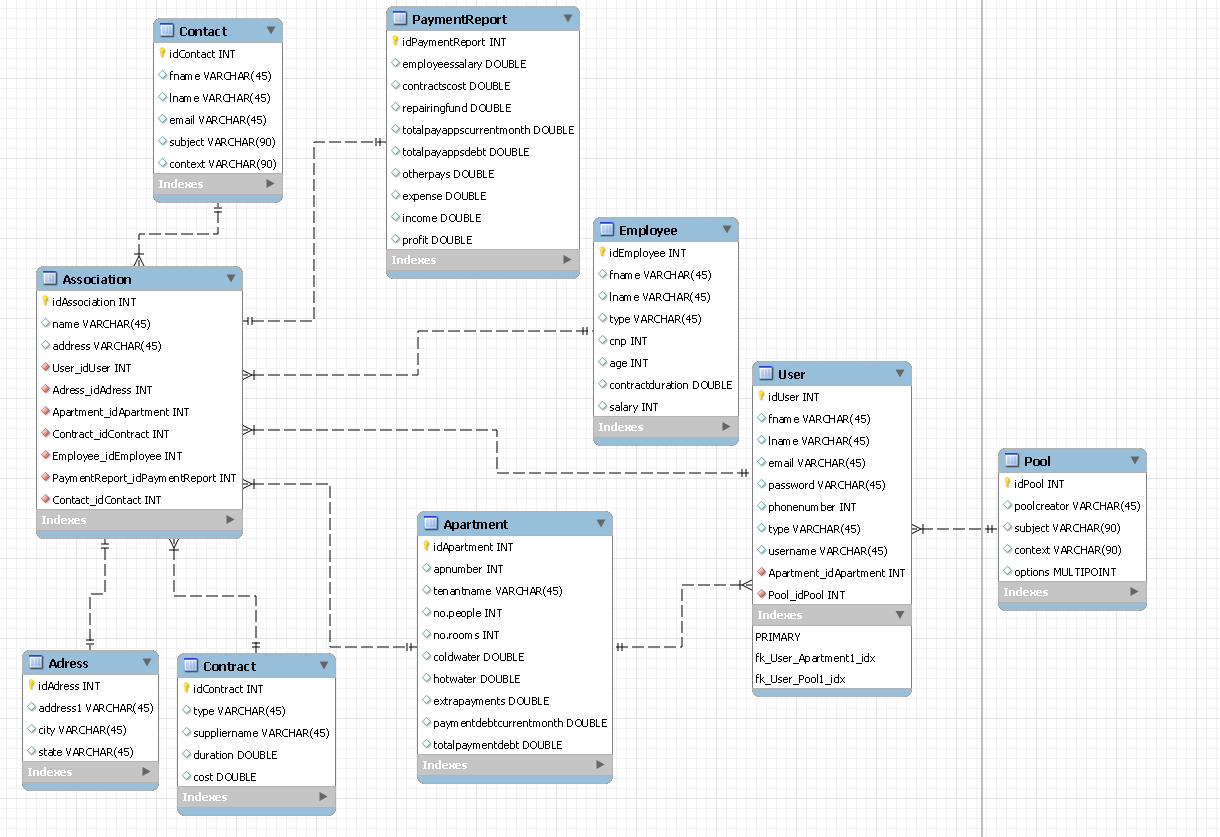 Contact
idContact INT
fname VARCHAR(45)
lname VARCHAR(45)
email VARCHAR(45)
subject VARCHAR(90)
context VARCHAR(90)
Indexes
PaymentReport
idPaymentReport INT
employeessalary DOUBLE
contractscost DOUBLE
repairingfund DOUBLE
totalpayappscurrentmonth DOUBLE
totalpayappsdebt DOUBLE
otherpays DOUBLE
expense DOUBLE
income DOUBLE
profit DOUBLE
Indexes
Employee
idEmployee INT
fname VARCHAR(45)
lname VARCHAR(45)
type VARCHAR(45)
cnp INT
age INT
contractduration DOUBLE
salary INT
Indexes
Association
idAssociation INT
name VARCHAR(45)
address VARCHAR(45)
User_idUser INT
Adress_idAdress INT
Apartment_idApartment INT
Contract_idContract INT
Employee_idEmployee INT
PaymentReport_idPaymentReport INT
Contact_idContact INT
Indexes
User
idUser INT
fname VARCHAR(45)
lname VARCHAR(45)
email VARCHAR(45)
password VARCHAR(45)
phonenumber INT
type VARCHAR(45)
username VARCHAR(45)
Apartment_idApartment INT
Pool_idPool INT
Indexes
PRIMARY
fk_User_Apartment1_idx
fk_User_Pool1_idx
Pool
idPool INT
poolcreator VARCHAR(45)
subject VARCHAR(90)
context VARCHAR(90)
options MULTIPOINT
Indexes
Apartment
idApartment INT
apnumber INT
tenantname VARCHAR(45)
no.people INT
no.rooms INT
coldwater DOUBLE
hotwater DOUBLE
extrapayments DOUBLE
paymentdebtcurrentmonth DOUBLE
totalpaymentdebt DOUBLE
Indexes
Adress
idAdress INT
address1 VARCHAR(45)
city VARCHAR(45)
state VARCHAR(45)
Indexes
Contract
idContract INT
type VARCHAR(45)
suppliername VARCHAR(45)
duration DOUBLE
cost DOUBLE
Indexes